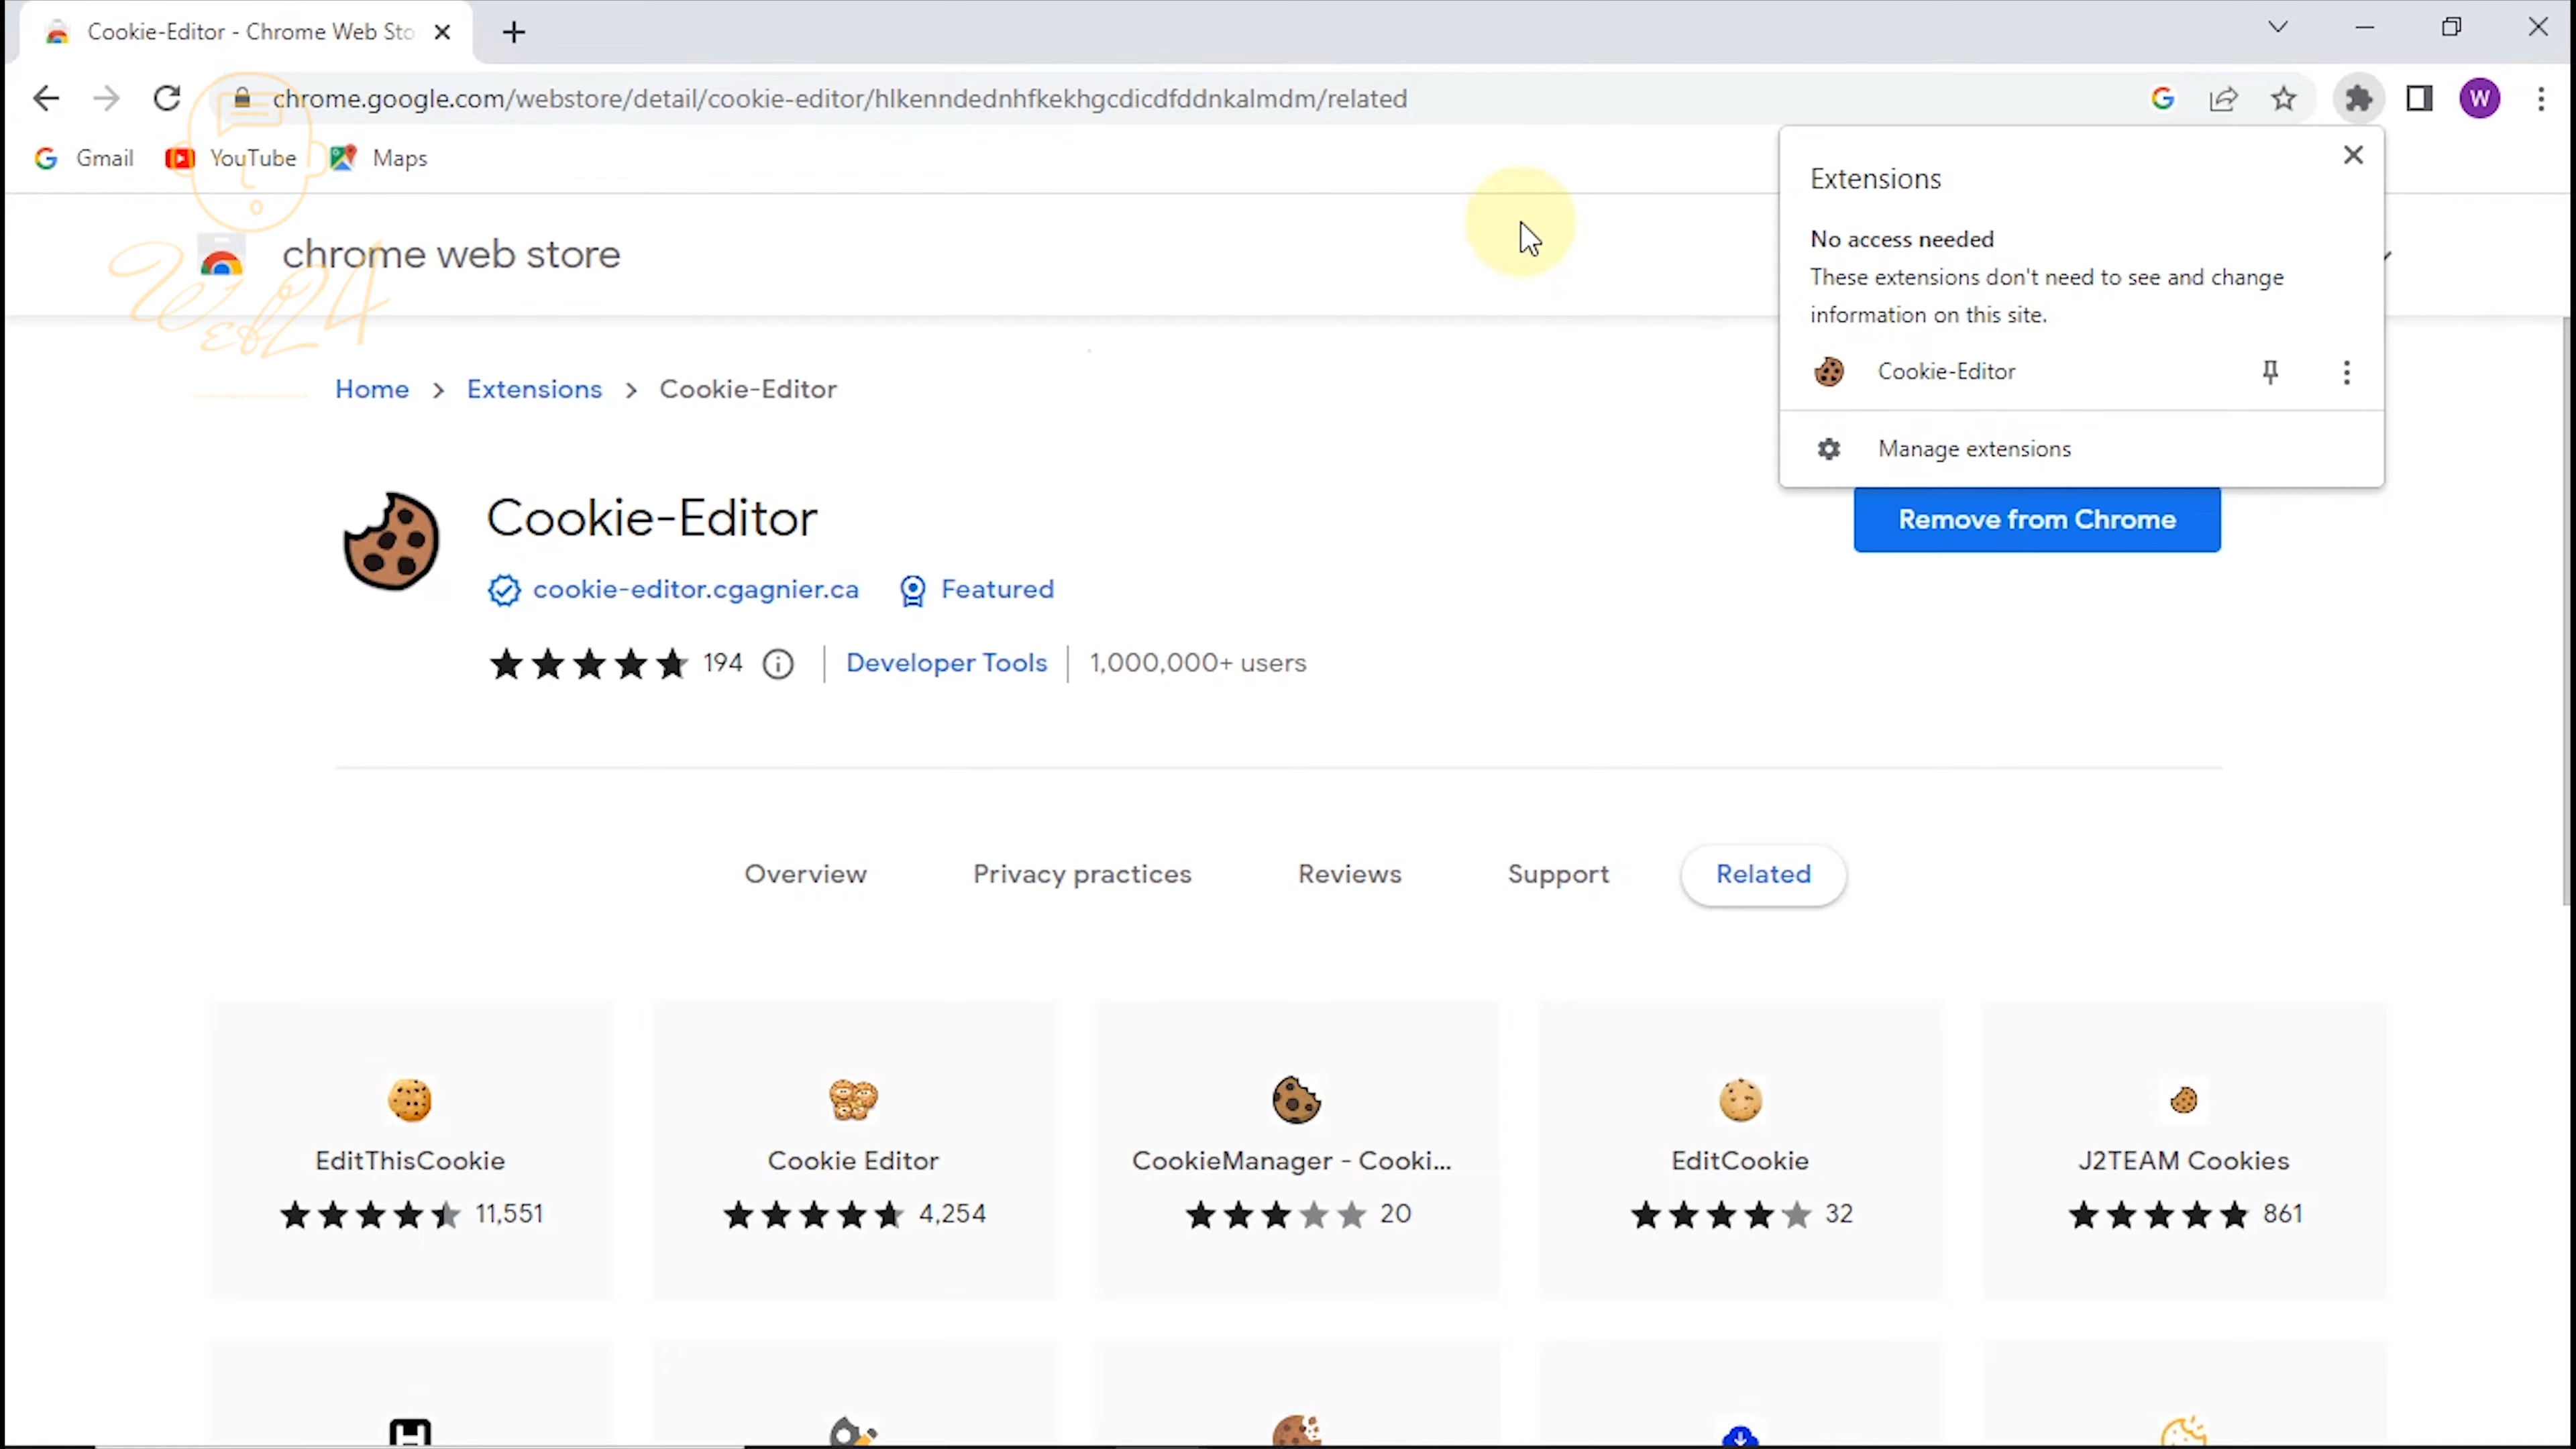 Cookie-Editor - Chrome Web Sto
chrome.google.com/webstore/detail/cookie-editor/hlkenndednhfkekhgcdicdfddnkalmdm/related
W
Gmail
YouTube
Maps
Extensions
No access needed
These extensions don't need to see and change
information on this site.
Cookie-Editor
Manage extensions
chrome web store
Home > Extensions > Cookie-Editor
Cookie-Editor
Remove from Chrome
cookie-editor.cgagnier.ca
Featured
194
Developer Tools
1,000,000+ users
Overview
Privacy practices
Reviews
Support
Related
EditThisCookie
11,551
Cookie Editor
4,254
CookieManager - Cooki...
20
EditCookie
32
J2TEAM Cookies
861